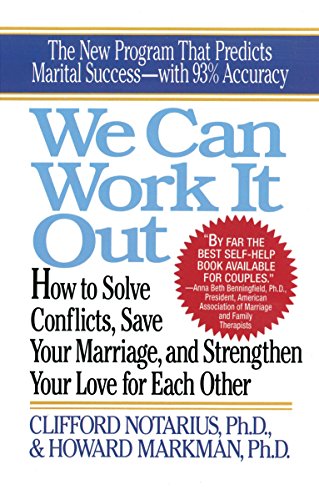 The New Program That Predicts
Marital Success—with 93% Accuracy
We Can
Work It
Out
"BY FAR THE
BEST SELF-HELP
BOOK AVAILABLE
FOR COUPLES."
—Anna Beth Benningfield, Ph.D.,
President, American
Association of Marriage
and Family
Therapists
How to Solve
Conflicts, Save
Your Marriage, and Strengthen
Your Love for Each Other
CLIFFORD NOTARIUS, Ph.D.,
& HOWARD MARKMAN, Ph.D.